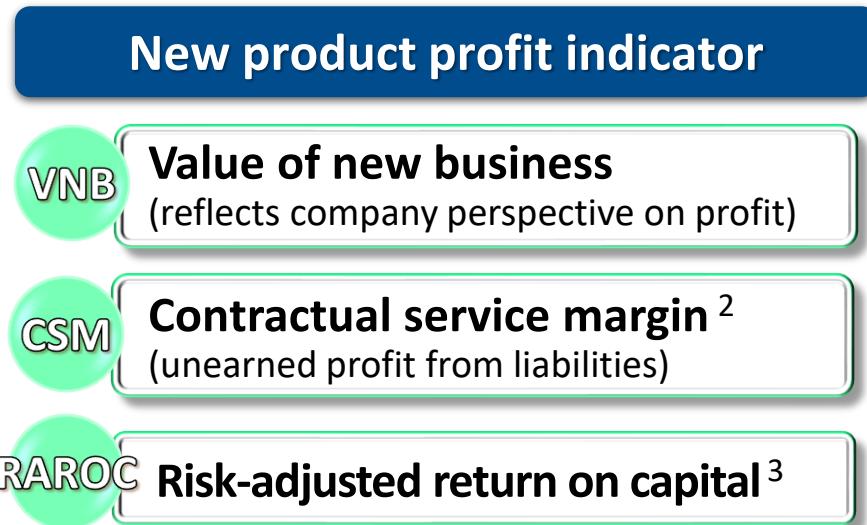 New product profit indicator
VNB
Value of new business
(reflects company perspective on profit)
CSM
Contractual service margin 2
(unearned profit from liabilities)
RAROC
Risk-adjusted return on capital 3